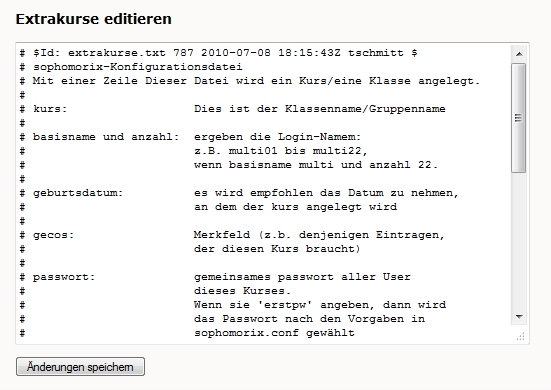 Extrakurse editieren
# $Id: extrakurse.txt 787 2010-07-08 18:15:43Z tschmitt $
# sophomorix-Konfigurationsdatei
# Mit einer Zeile Dieser Datei wird ein Kurs/eine Klasse angelegt.
#
# kurs: Dies ist der Klassenname/Gruppenname
#
# basisname und anzahl: ergeben die Login-Namem:
# z.B. multi01 bis multi22,
# wenn basisname multi und anzahl 22.
#
# geburtsdatum: es wird empfohlen das Datum zu nehmen,
# an dem der kurs angelegt wird
#
# gecos: Merkfeld (z.b. denjenigen Eintragen,
# der diesen Kurs braucht)
#
# passwort: gemeinsames passwort aller User
# dieses Kurses.
# Wenn sie 'erstpw' angeben, dann wird
# das Passwort nach den Vorgaben in
# sophomorix.conf gewählt
Änderungen speichern